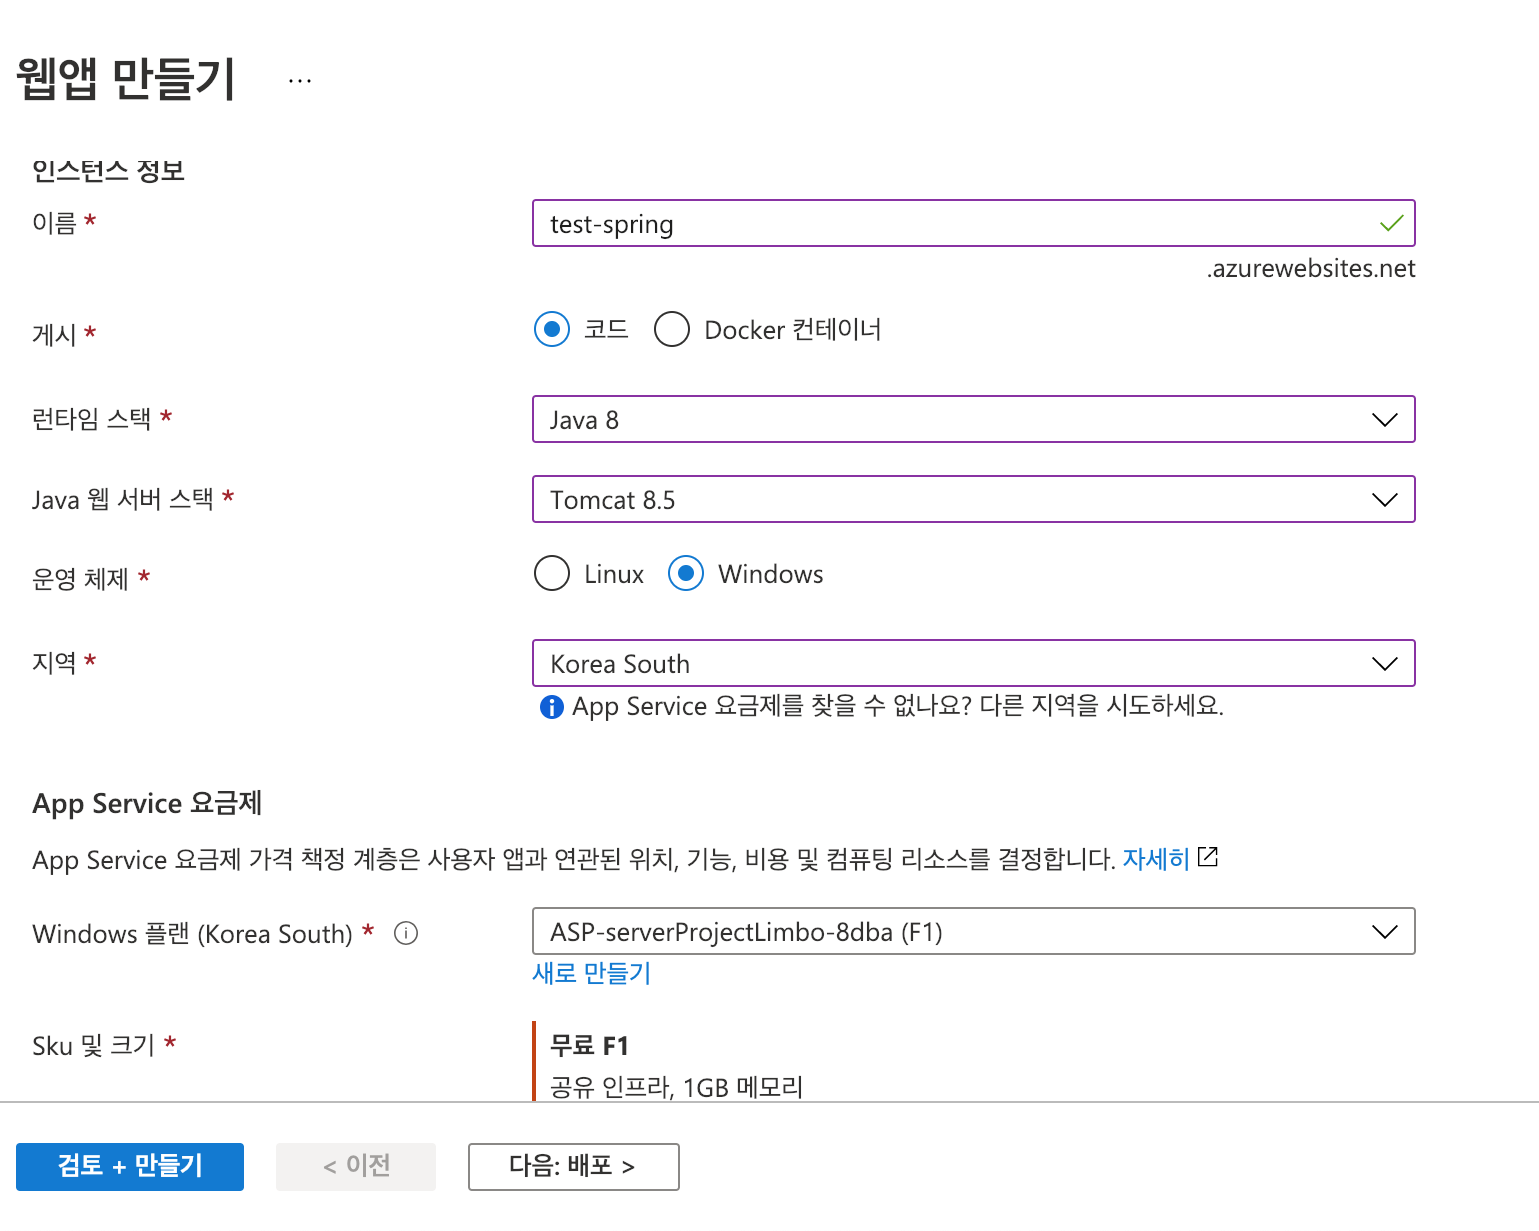 웹앱 만들기 ...
인스턴스 정보
이름 *
test-spring
.azurewebsites.net
게시 *
코드 Docker 컨테이너
런타임 스택 *
Java 8
Java 웹 서버 스택 *
Tomcat 8.5
운영 체제 *
Linux Windows
지역 *
Korea South
App Service 요금제를 찾을 수 없나요? 다른 지역을 시도하세요.
App Service 요금제
App Service 요금제 가격 책정 계층은 사용자 앱과 연관된 위치, 기능, 비용 및 컴퓨팅 리소스를 결정합니다. 자세히
Windows 플랜 (Korea South) *
ASP-serverProjectLimbo-8dba (F1)
새로 만들기
Sku 및 크기 *
무료 F1
공유 인프라, 1GB 메모리
검토 + 만들기
< 이전
다음: 배포 >